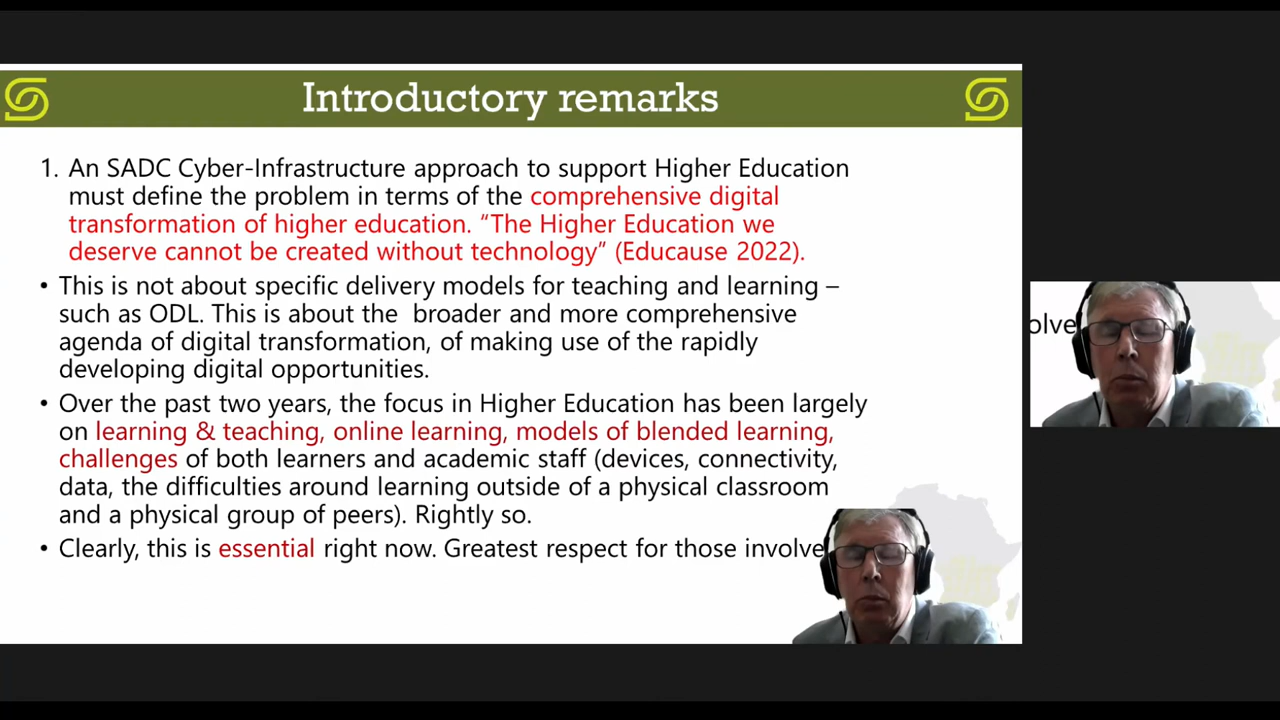 Introductory remarks
1. An SADC Cyber-Infrastructure approach to support Higher Education
must define the problem in terms of the comprehensive digital
transformation of higher education. “The Higher Education we
deserve cannot be created without technology” (Educause 2022).
• This is not about specific delivery models for teaching and learning –
such as ODL. This is about the  broader and more comprehensive
agenda of digital transformation, of making use of the rapidly
developing digital opportunities.
• Over the past two years, the focus in Higher Education has been largely
on learning & teaching, online learning, models of blended learning,
challenges of both learners and academic staff (devices, connectivity,
data, the difficulties around learning outside of a physical classroom
and a physical group of peers). Rightly so.
• Clearly, this is essential right now. Greatest respect for those involve
olve